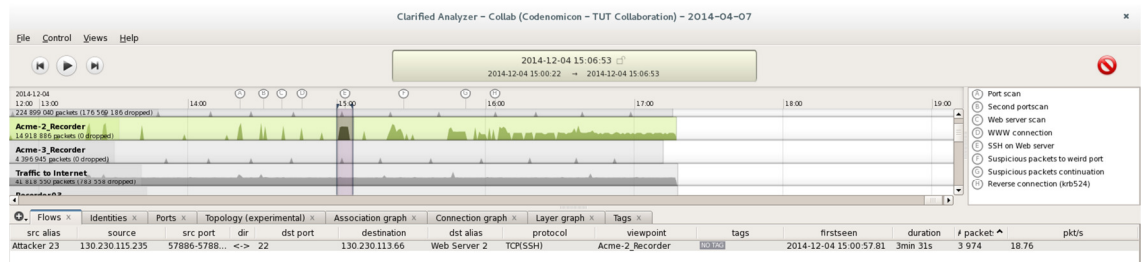 Clarified Analyzer – Collab (Codenomicon – TUT Collaboration) – 2014–04–07
File Control Views Help
2014-12-04 15:06:53
2014-12-04 15:00:22 → 2014-12-04 15:06:53
2014-12-04
A B C D E F G H
12:00 13:00 14:00 15:00 16:00 17:00 18:00 19:00
224 899 040 packets (176 569 186 dropped)
Acme-2_Recorder
14 918 886 packets (0 dropped)
Acme-3_Recorder
4 396 945 packets (0 dropped)
Traffic to Internet
41 818 550 packets (783 558 dropped)
Recorder03
A Port scan
B Second portscan
C Web server scan
D WWW connection
E SSH on Web server
F Suspicious packets to weird port
G Suspicious packets continuation
H Reverse connection (krb524)
Flows × Identities × Ports × Topology (experimental) × Association graph × Connection graph × Layer graph × Tags ×
src alias source src port dir dst port destination dst alias protocol viewpoint tags firstseen packet: pkt/s
Attacker 23 130.230.115.235 57886-5788... <-> 22 130.230.113.66 Web Server 2 TCP(SSH) Acme-2_Recorder NO TAG 2014-12-04 15:00:57.81 3min 31s 3 974 18.76